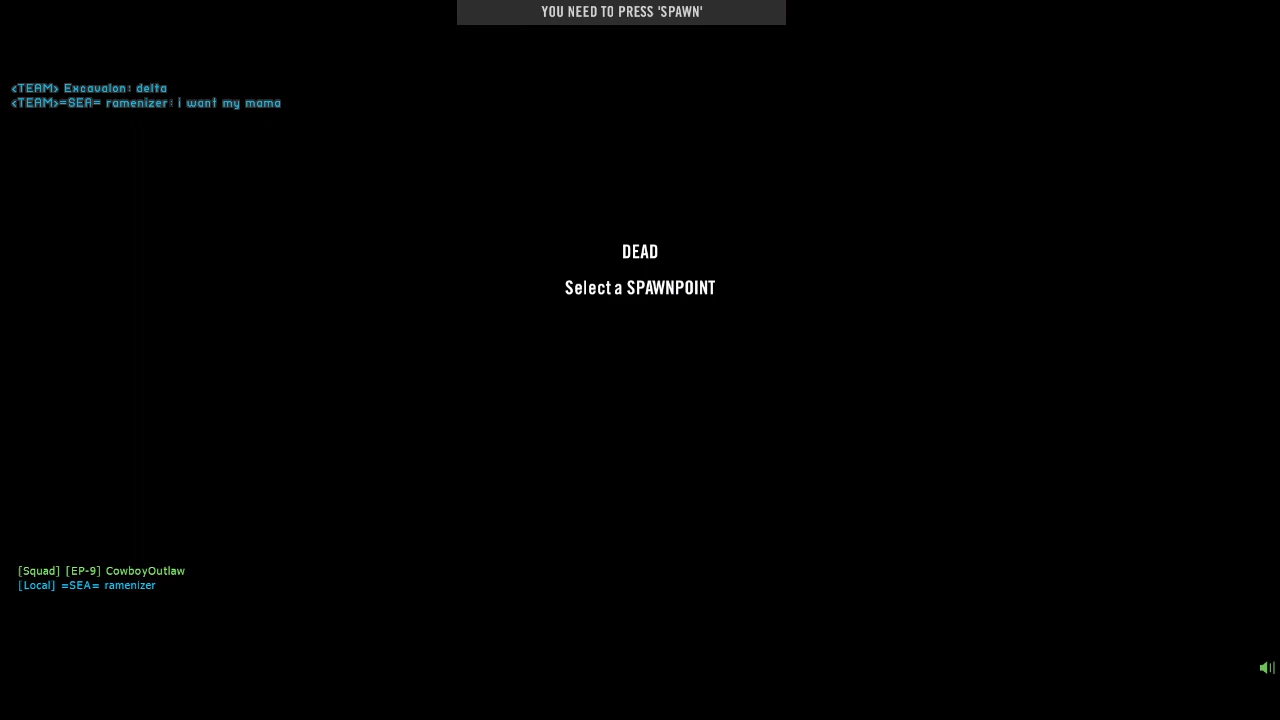 YOU NEED TO PRESS 'SPAWN'
<TEAM> Excavalon: delta
<TEAM>=SEA= ramenizer: i want my mama
DEAD
Select a SPAWNPOINT
[Squad] [EP-9] CowboyOutlaw
[Local] =SEA= ramenizer